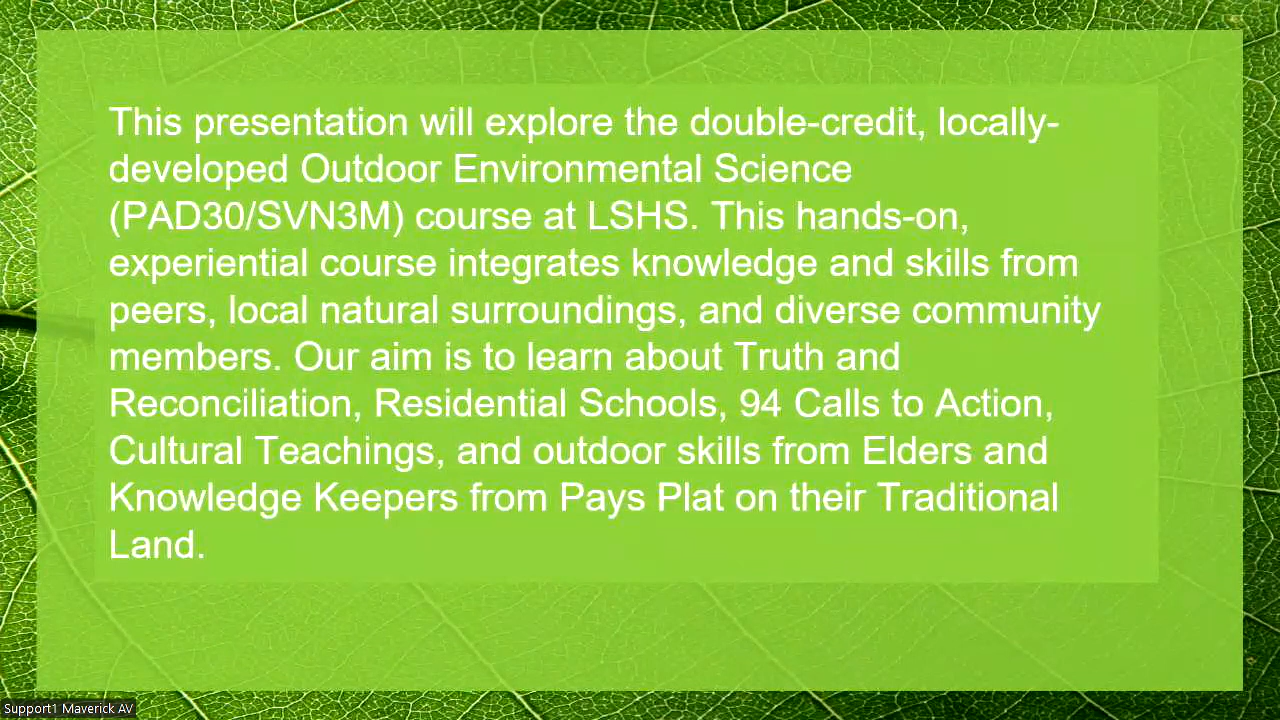 This presentation will explore the double-credit, locally-
developed Outdoor Environmental Science
(PAD30/SVN3M) course at LSHS. This hands-on,
experiential course integrates knowledge and skills from
peers, local natural surroundings, and diverse community
members. Our aim is to learn about Truth and
Reconciliation, Residential Schools, 94 Calls to Action,
Cultural Teachings, and outdoor skills from Elders and
Knowledge Keepers from Pays Plat on their Traditional
Land.
Support1 Maverick AV